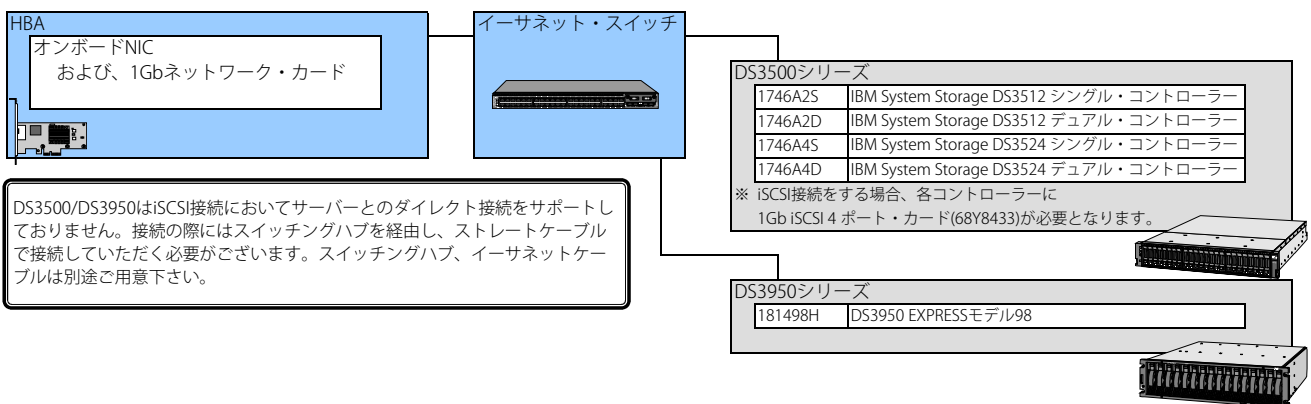 HBA
オンボードNIC
および、1Gbネットワーク・カード
イーサネット・スイッチ
DS3500シリーズ
1746A2S IBM System Storage DS3512 シングル・コントローラー
1746A2D IBM System Storage DS3512 デュアル・コントローラー
1746A4S IBM System Storage DS3524 シングル・コントローラー
1746A4D IBM System Storage DS3524 デュアル・コントローラー
※ iSCSI接続をする場合、各コントローラーに
1Gb iSCSI 4 ポート・カード(68Y8433)が必要となります。
DS3500/DS3950はiSCSI接続においてサーバーとのダイレクト接続をサポートし
ておりません。接続の際にはスイッチングハブを経由し、ストレートケーブル
で接続していただく必要がございます。スイッチングハブ、イーサネットケー
ブルは別途ご用意下さい。
DS3950シリーズ
181498H DS3950 EXPRESSモデル98